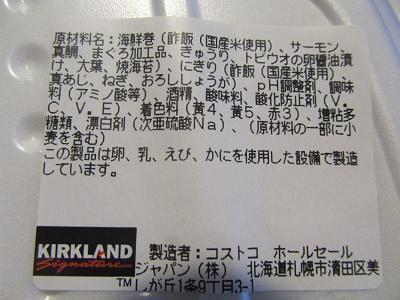 原材料名：海鮮巻（酢飯（国産米使用）、サーモン、
真鯛、まぐろ加工品、きゅうり、トビウオの卵醤油漬
け、大葉、焼海苔）、にぎり（酢飯（国産米使用）、
真あじ、ねぎ、おろししょうが）、pH調整剤、調味
料（アミノ酸等）、酒精、酸味料、酸化防止剤（V.
C、V.E）、着色料（黄4、黄5、赤3）、増粘多
糖類、漂白剤（次亜硫酸Na）、（原材料の一部に小
麦を含む）
この製品は卵、乳、えび、かにを使用した設備で製造
しています。
KIRKLAND
Signature
TM
製造者：コストコ ホールセール
ジャパン（株） 北海道札幌市清田区美
しが丘1条9丁目3-1